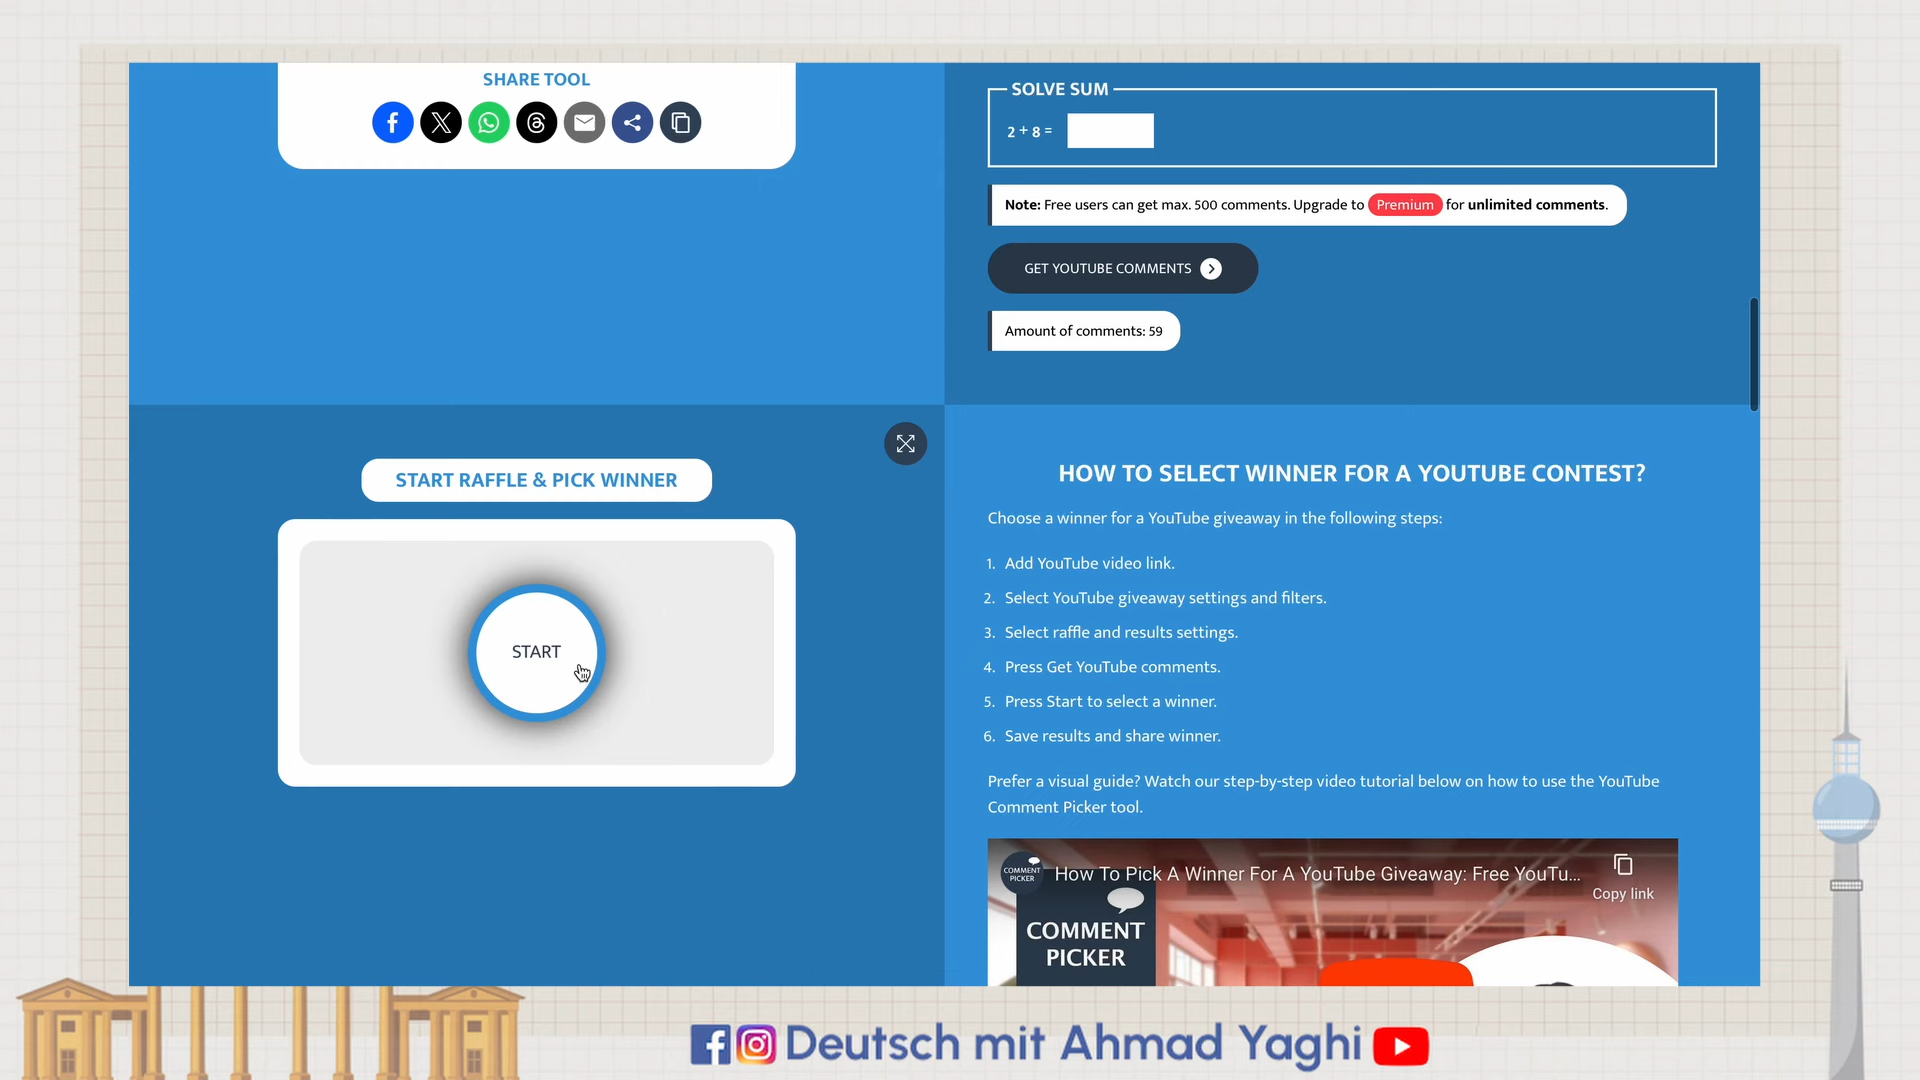 SHARE TOOL
SOLVE SUM
2 + 8 =
Note: Free users can get max. 500 comments. Upgrade to Premium for unlimited comments.
GET YOUTUBE COMMENTS
Amount of comments: 59
START RAFFLE & PICK WINNER
START
HOW TO SELECT WINNER FOR A YOUTUBE CONTEST?
Choose a winner for a YouTube giveaway in the following steps:
1. Add YouTube video link.
2. Select YouTube giveaway settings and filters.
3. Select raffle and results settings.
4. Press Get YouTube comments.
5. Press Start to select a winner.
6. Save results and share winner.
Prefer a visual guide? Watch our step-by-step video tutorial below on how to use the YouTube
Comment Picker tool.
COMMENT
PICKER
How To Pick A Winner For A YouTube Giveaway: Free YouTu...
Copy link
COMMENT
PICKER
Deutsch mit Ahmad Yaghi